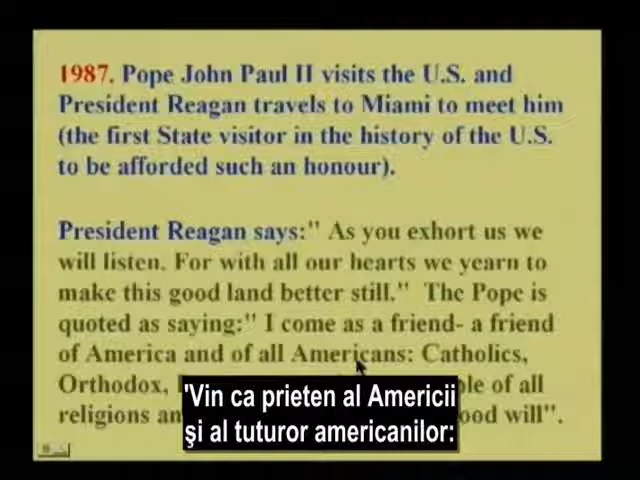 1987. Pope John Paul II visits the U.S. and
President Reagan travels to Miami to meet him
(the first State visitor in the history of the U.S.
to be afforded such an honour).
President Reagan says:" As you exhort us we
will listen. For with all our hearts we yearn to
make this good land better still." The Pope is
quoted as saying:" I come as a friend- a friend
of America and of all Americans: Catholics,
Orthodox, of all
religions will".
'Vin ca prieten al Americii
şi al tuturor americanilor: